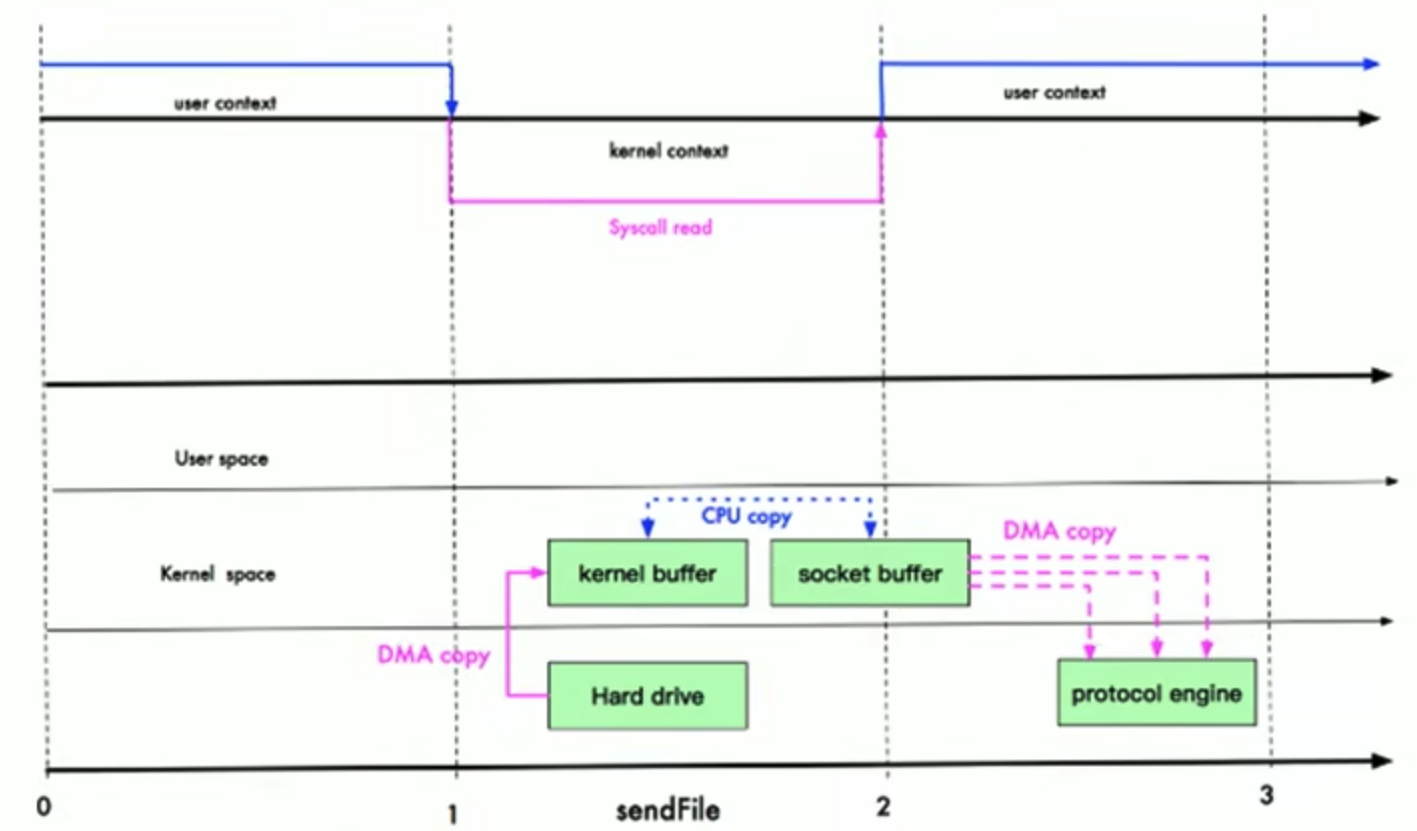 user context
user context
kernel context
Syscall read
User space
CPU copy
DMA copy
Kernel space
kernel buffer
socket buffer
DMA copy
Hard drive
protocol engine
0
1
sendFile
2
3